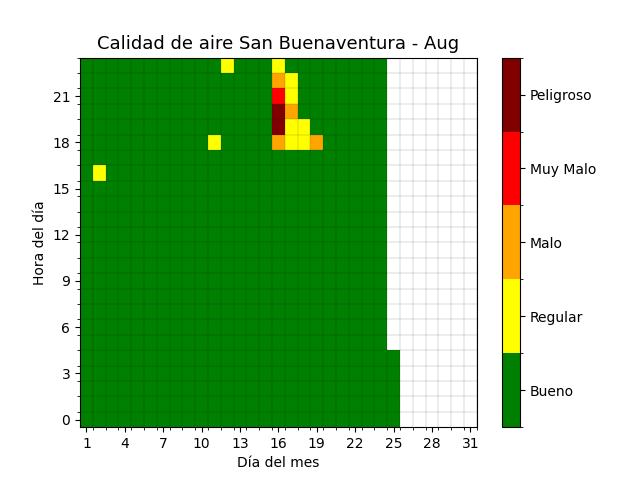 Calidad de aire San Buenaventura - Aug
Hora del día
21
18
15
12
9
6
3
0
1 4 7 10 13 16 19 22 25 28 31
Día del mes
Peligroso
Muy Malo
Malo
Regular
Bueno